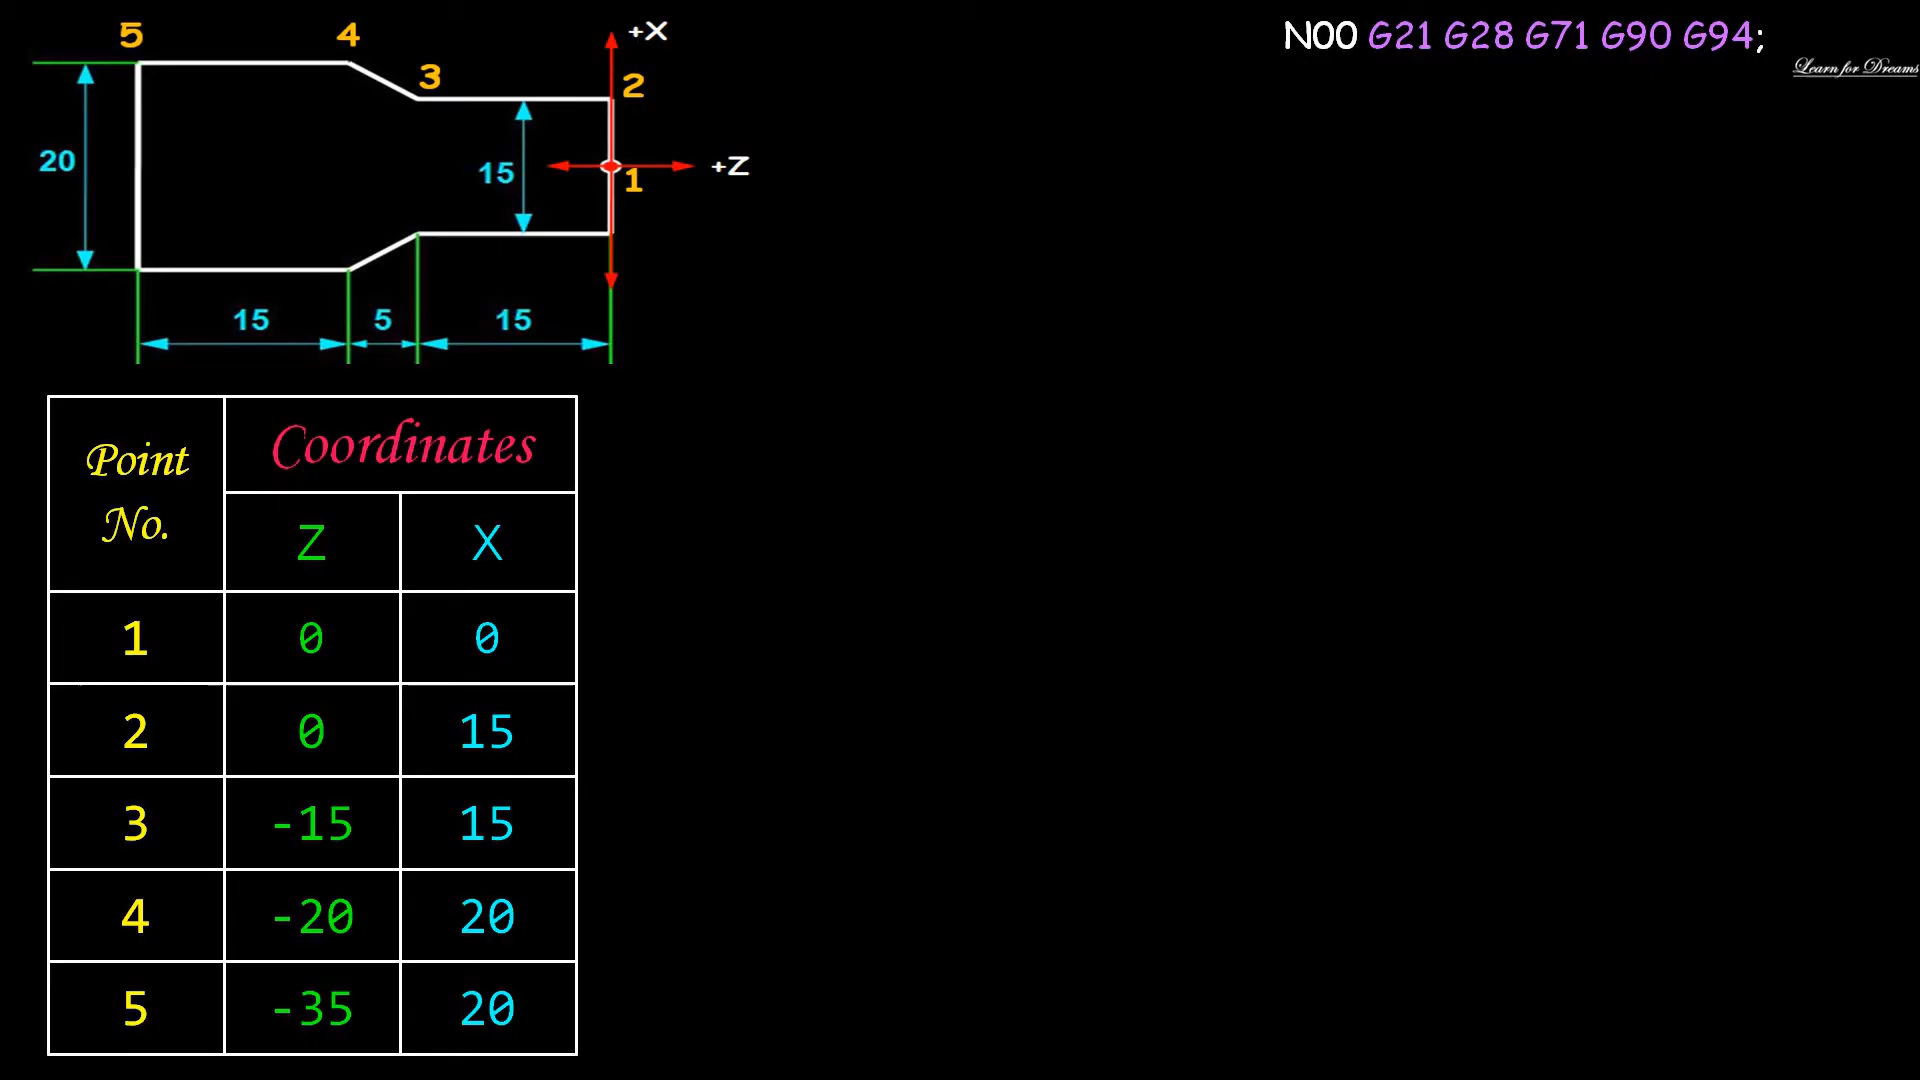 5 4 +X
N00 G21 G28 G71 G90 G94;
Learn for Dreams
3 2
20 15 +Z
1
15 5 15
Point No. Coordinates
Z X
1 0 0
2 0 15
3 -15 15
4 -20 20
5 -35 20